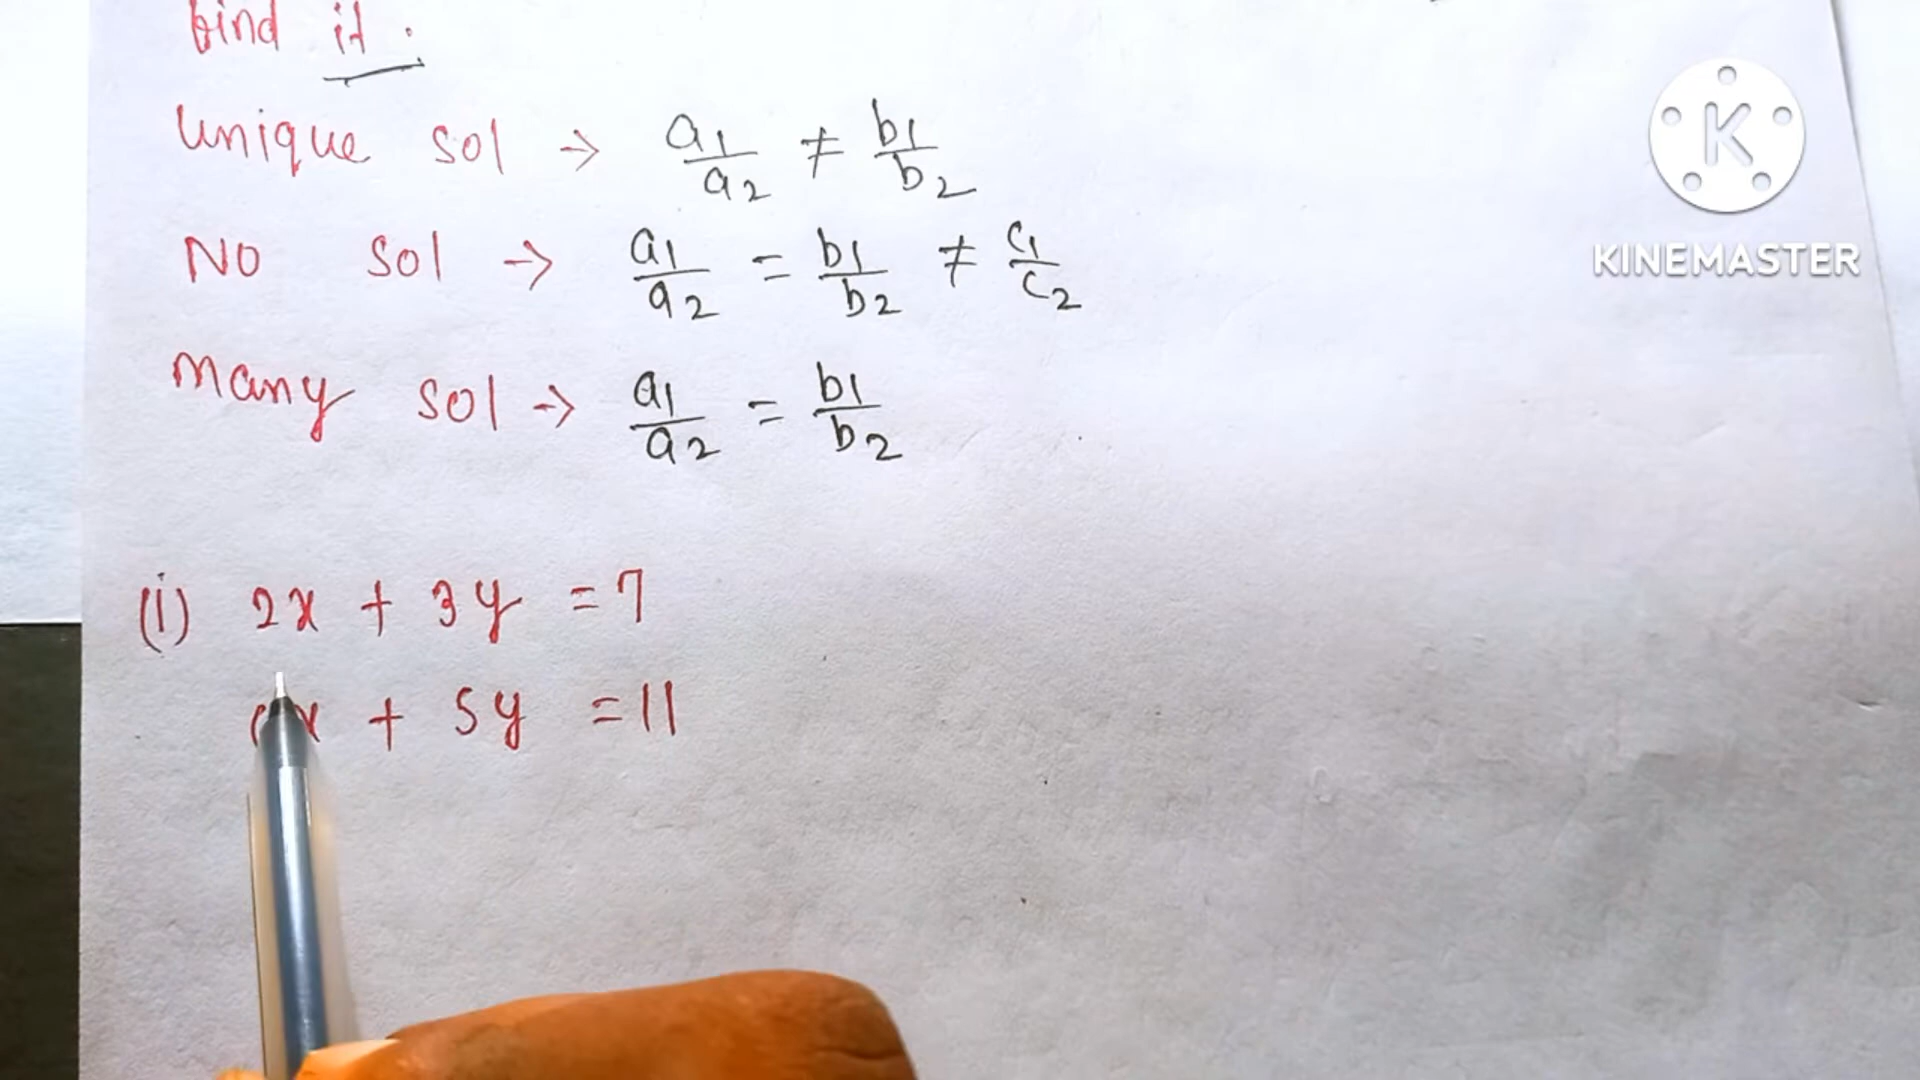 find it.
Unique sol → a1/a2 ≠ b1/b2
NO sol → a1/a2 = b1/b2 ≠ c1/c2
Many sol → a1/a2 = b1/b2
(i) 2x + 3y = 7
x + 5y = 11
KINEMASTER